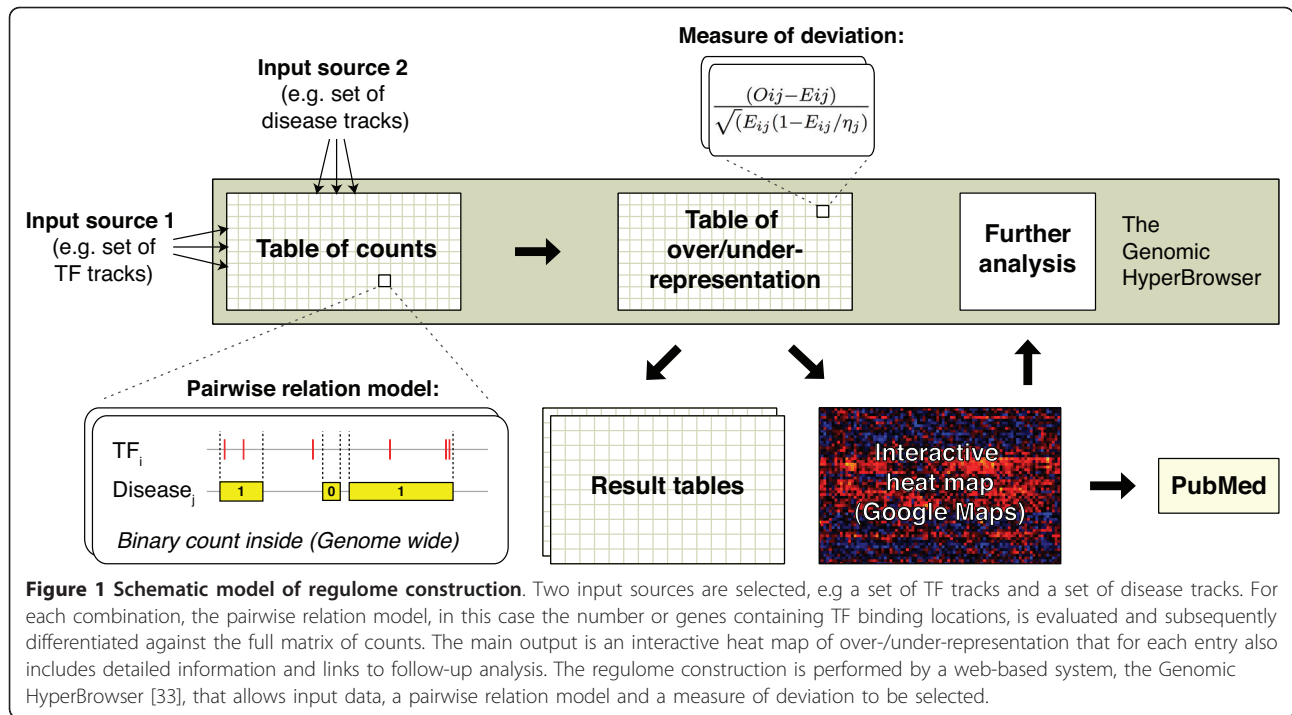 Measure of deviation:
(Oij−Eij)
√(E_ij(1−E_ij/η_j)
Input source 2
(e.g. set of
disease tracks)
Input source 1
(e.g. set of
TF tracks)
Table of counts
Table of
over/under-
representation
Further
analysis
The
Genomic
HyperBrowser
Pairwise relation model:
TF_i
Disease_j
1
0
1
Binary count inside (Genome wide)
Result tables
Interactive
heat map
(Google Maps)
PubMed
Figure 1 Schematic model of regulome construction. Two input sources are selected, e.g a set of TF tracks and a set of disease tracks. For
each combination, the pairwise relation model, in this case the number or genes containing TF binding locations, is evaluated and subsequently
differentiated against the full matrix of counts. The main output is an interactive heat map of over-/under-representation that for each entry also
includes detailed information and links to follow-up analysis. The regulome construction is performed by a web-based system, the Genomic
HyperBrowser [33], that allows input data, a pairwise relation model and a measure of deviation to be selected.